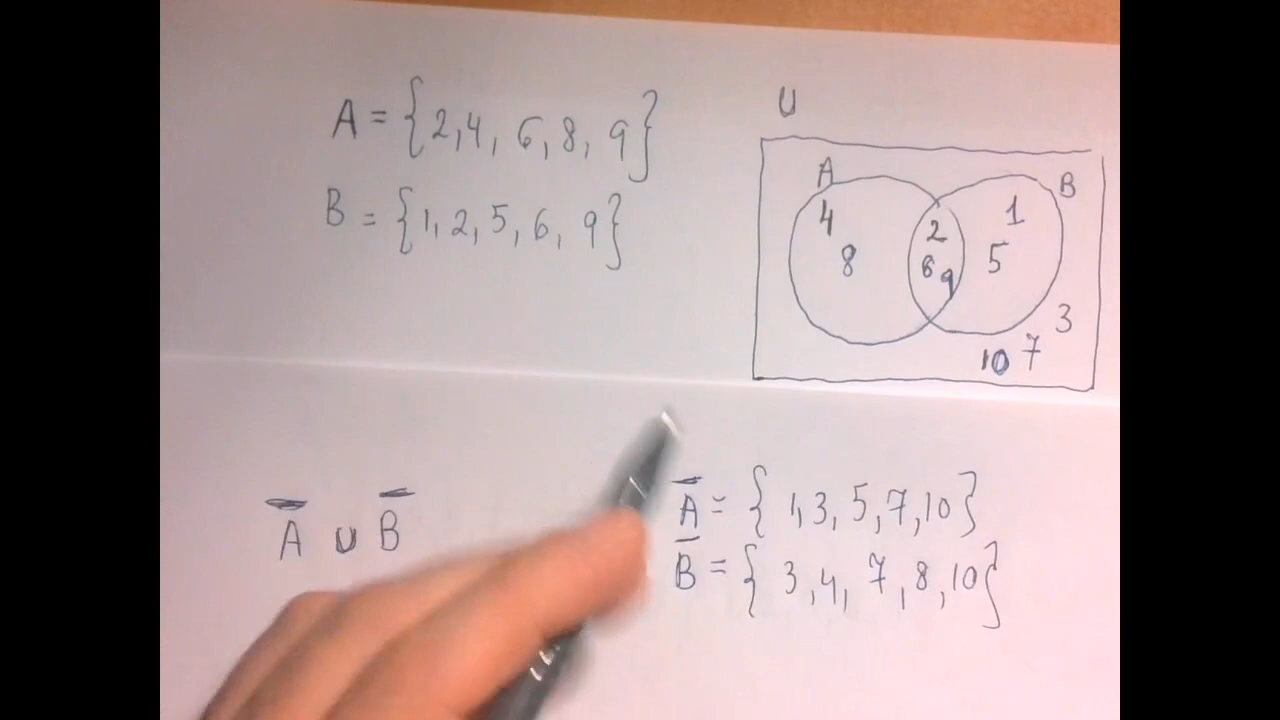 A = {2,4, 6, 8, 9}
B = {1, 2, 5, 6, 9}
U
A
B
4
2
1
8
6
9
5
3
10
7
A̅ ∪ B̅
A̅ = { 1,3, 5,7,10}
B̅ = { 3,4, 7,8,10}